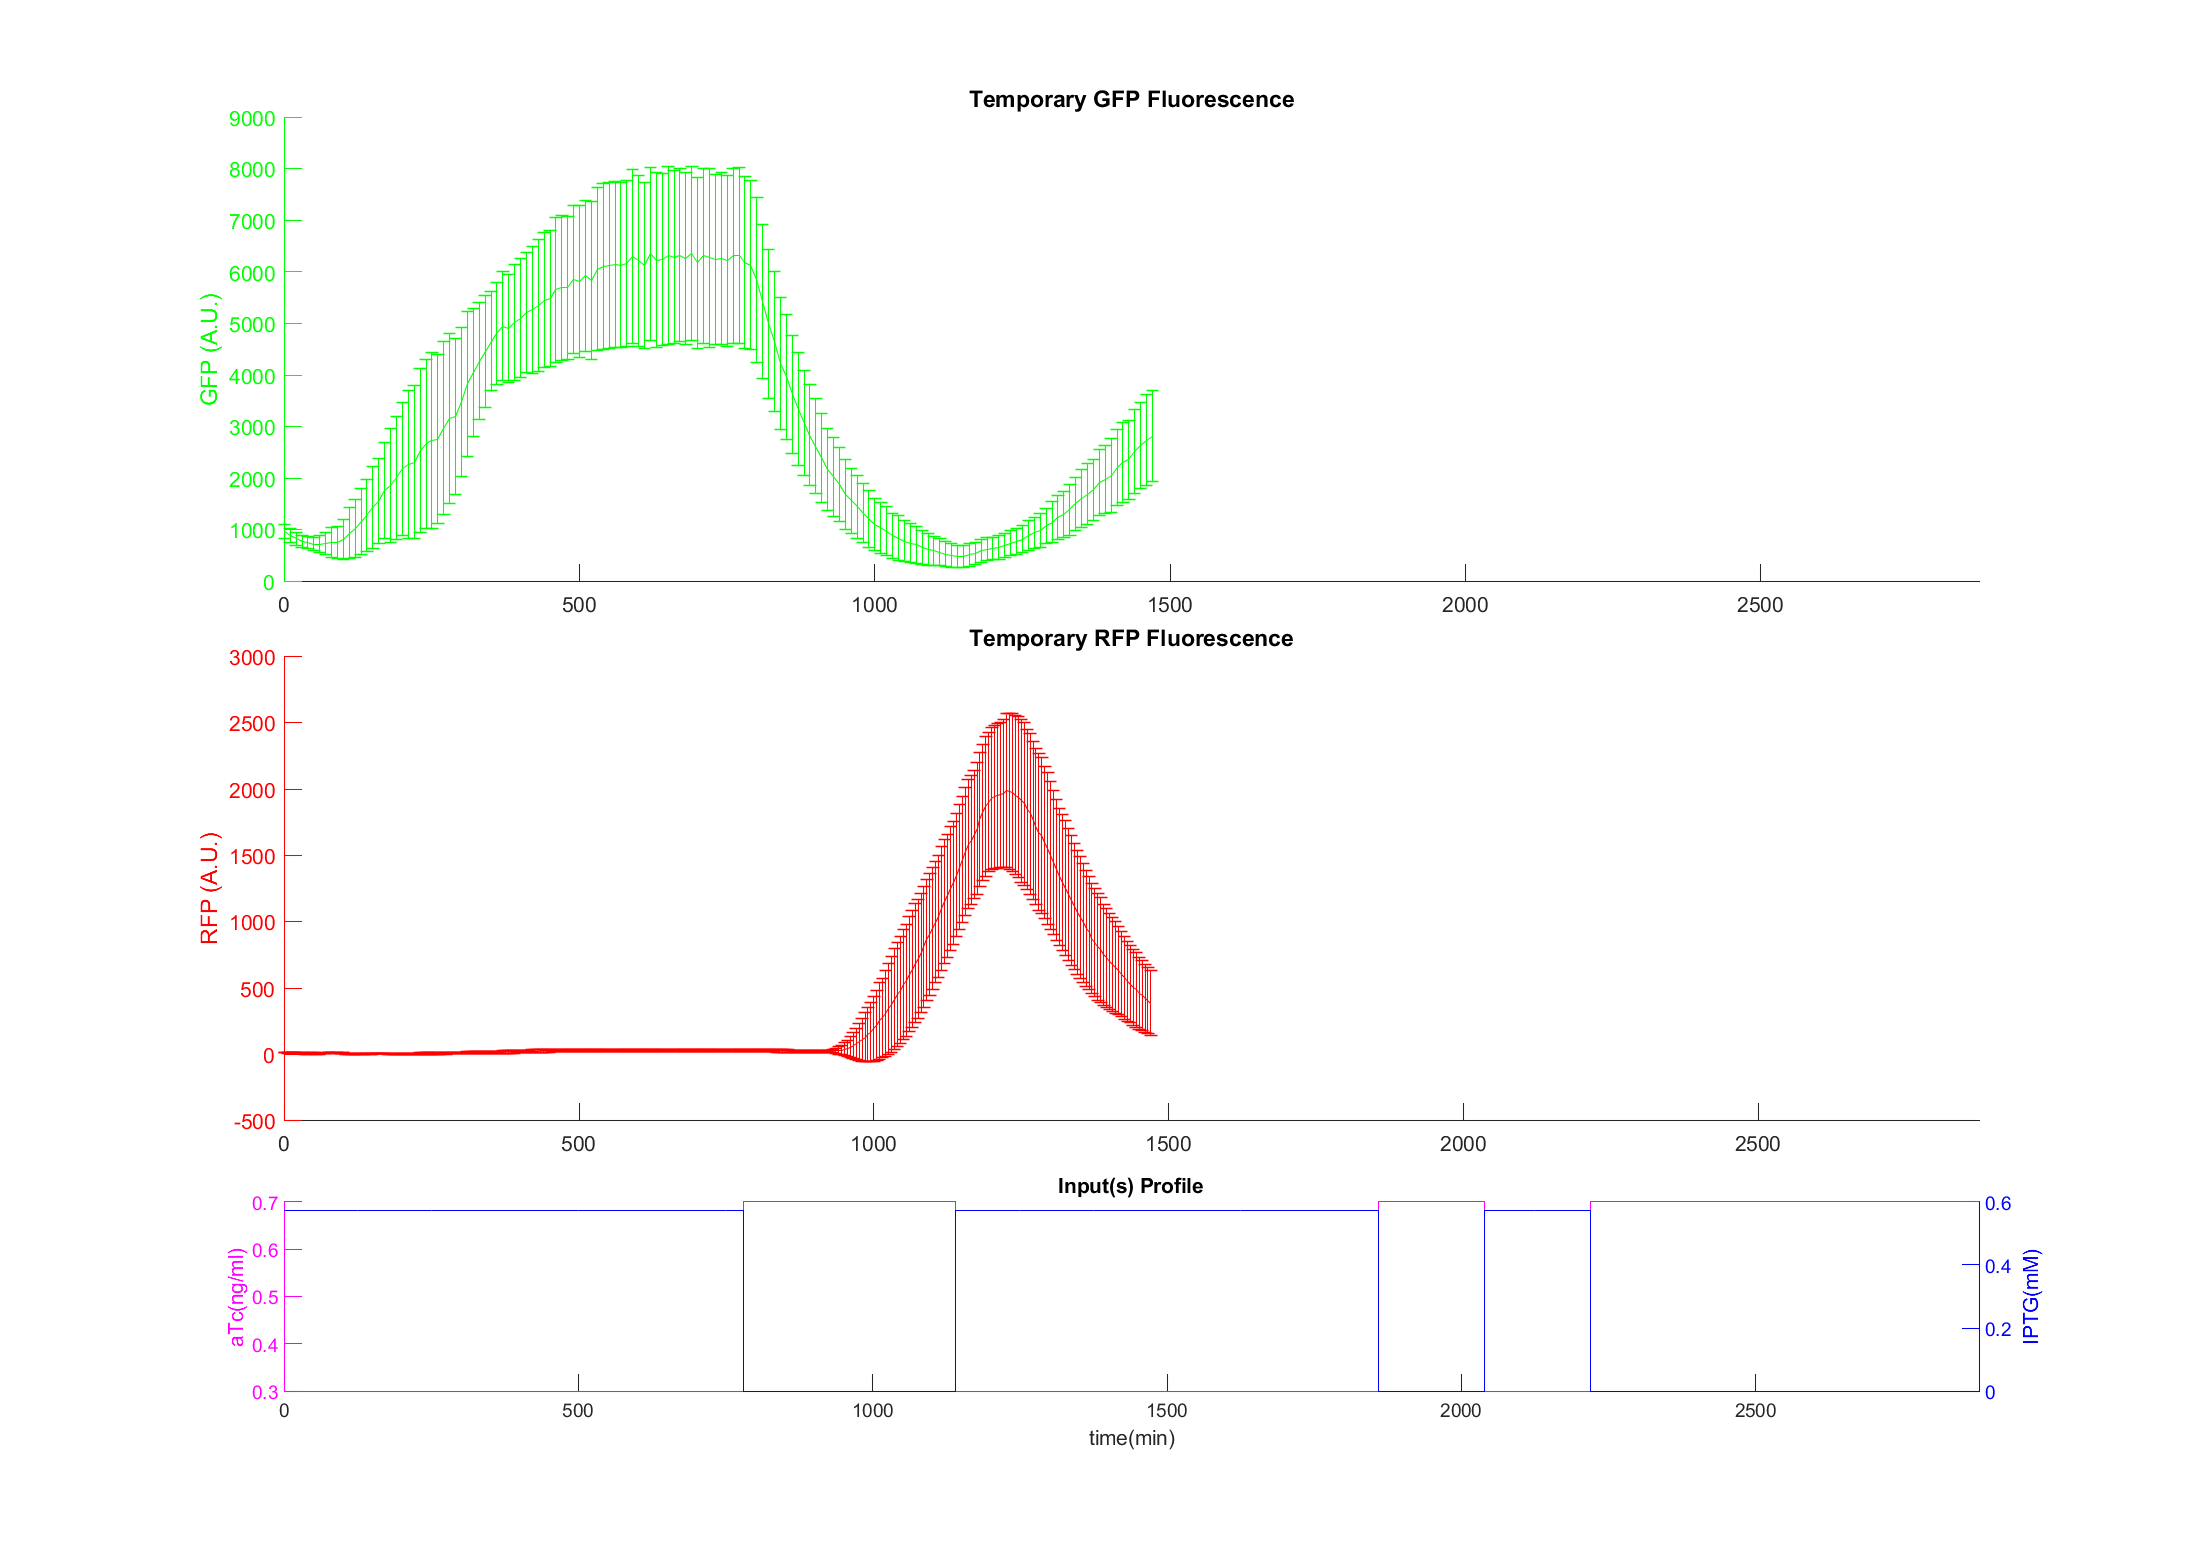 Temporary GFP Fluorescence
9000
8000
7000
6000
5000
4000
3000
2000
1000
0
GFP (A.U.)
0 500 1000 1500 2000 2500
Temporary RFP Fluorescence
3000
2500
2000
1500
1000
500
0
-500
RFP (A.U.)
0 500 1000 1500 2000 2500
Input(s) Profile
0.7
0.6
0.5
0.4
0.3
aTc(ng/ml)
0.6
0.4
0.2
0
IPTG(mM)
0 500 1000 1500 2000 2500
time(min)